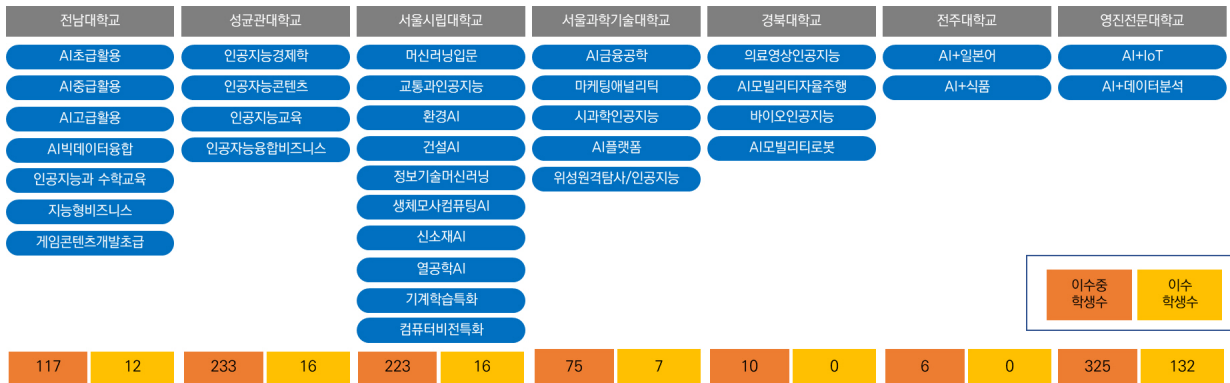 전남대학교
AI초급활용
AI중급활용
AI고급활용
AI빅데이터융합
인공지능과 수학교육
지능형비즈니스
게임콘텐츠개발초급
117 12
성균관대학교
인공지능경제학
인공자능콘텐츠
인공지능교육
인공자능융합비즈니스
233 16
서울시립대학교
머신러닝입문
교통과인공지능
환경AI
건설AI
정보기술머신러닝
생체모사컴퓨팅AI
신소재AI
열공학AI
기계학습특화
컴퓨터비전특화
223 16
서울과학기술대학교
AI금융공학
마케팅애널리틱
시과학인공지능
AI플랫폼
위성원격탐사/인공지능
75 7
경북대학교
의료영상인공지능
AI모빌리티자율주행
바이오인공지능
AI모빌리티로봇
10 0
전주대학교
AI+일본어
AI+식품
6 0
영진전문대학교
AI+IoT
AI+데이터분석
325 132
이수중
학생수
이수
학생수